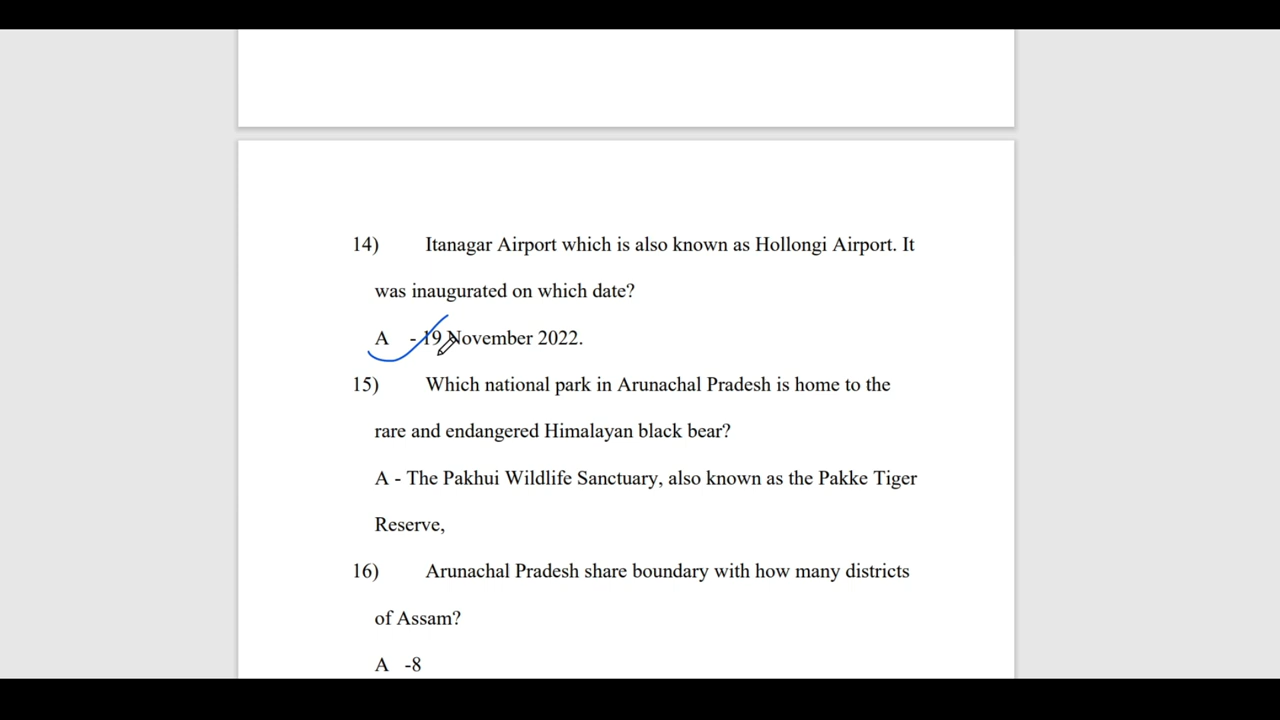 14) Itanagar Airport which is also known as Hollongi Airport. It
was inaugurated on which date?
A - 19 November 2022.
15) Which national park in Arunachal Pradesh is home to the
rare and endangered Himalayan black bear?
A - The Pakhui Wildlife Sanctuary, also known as the Pakke Tiger
Reserve,
16) Arunachal Pradesh share boundary with how many districts
of Assam?
A -8